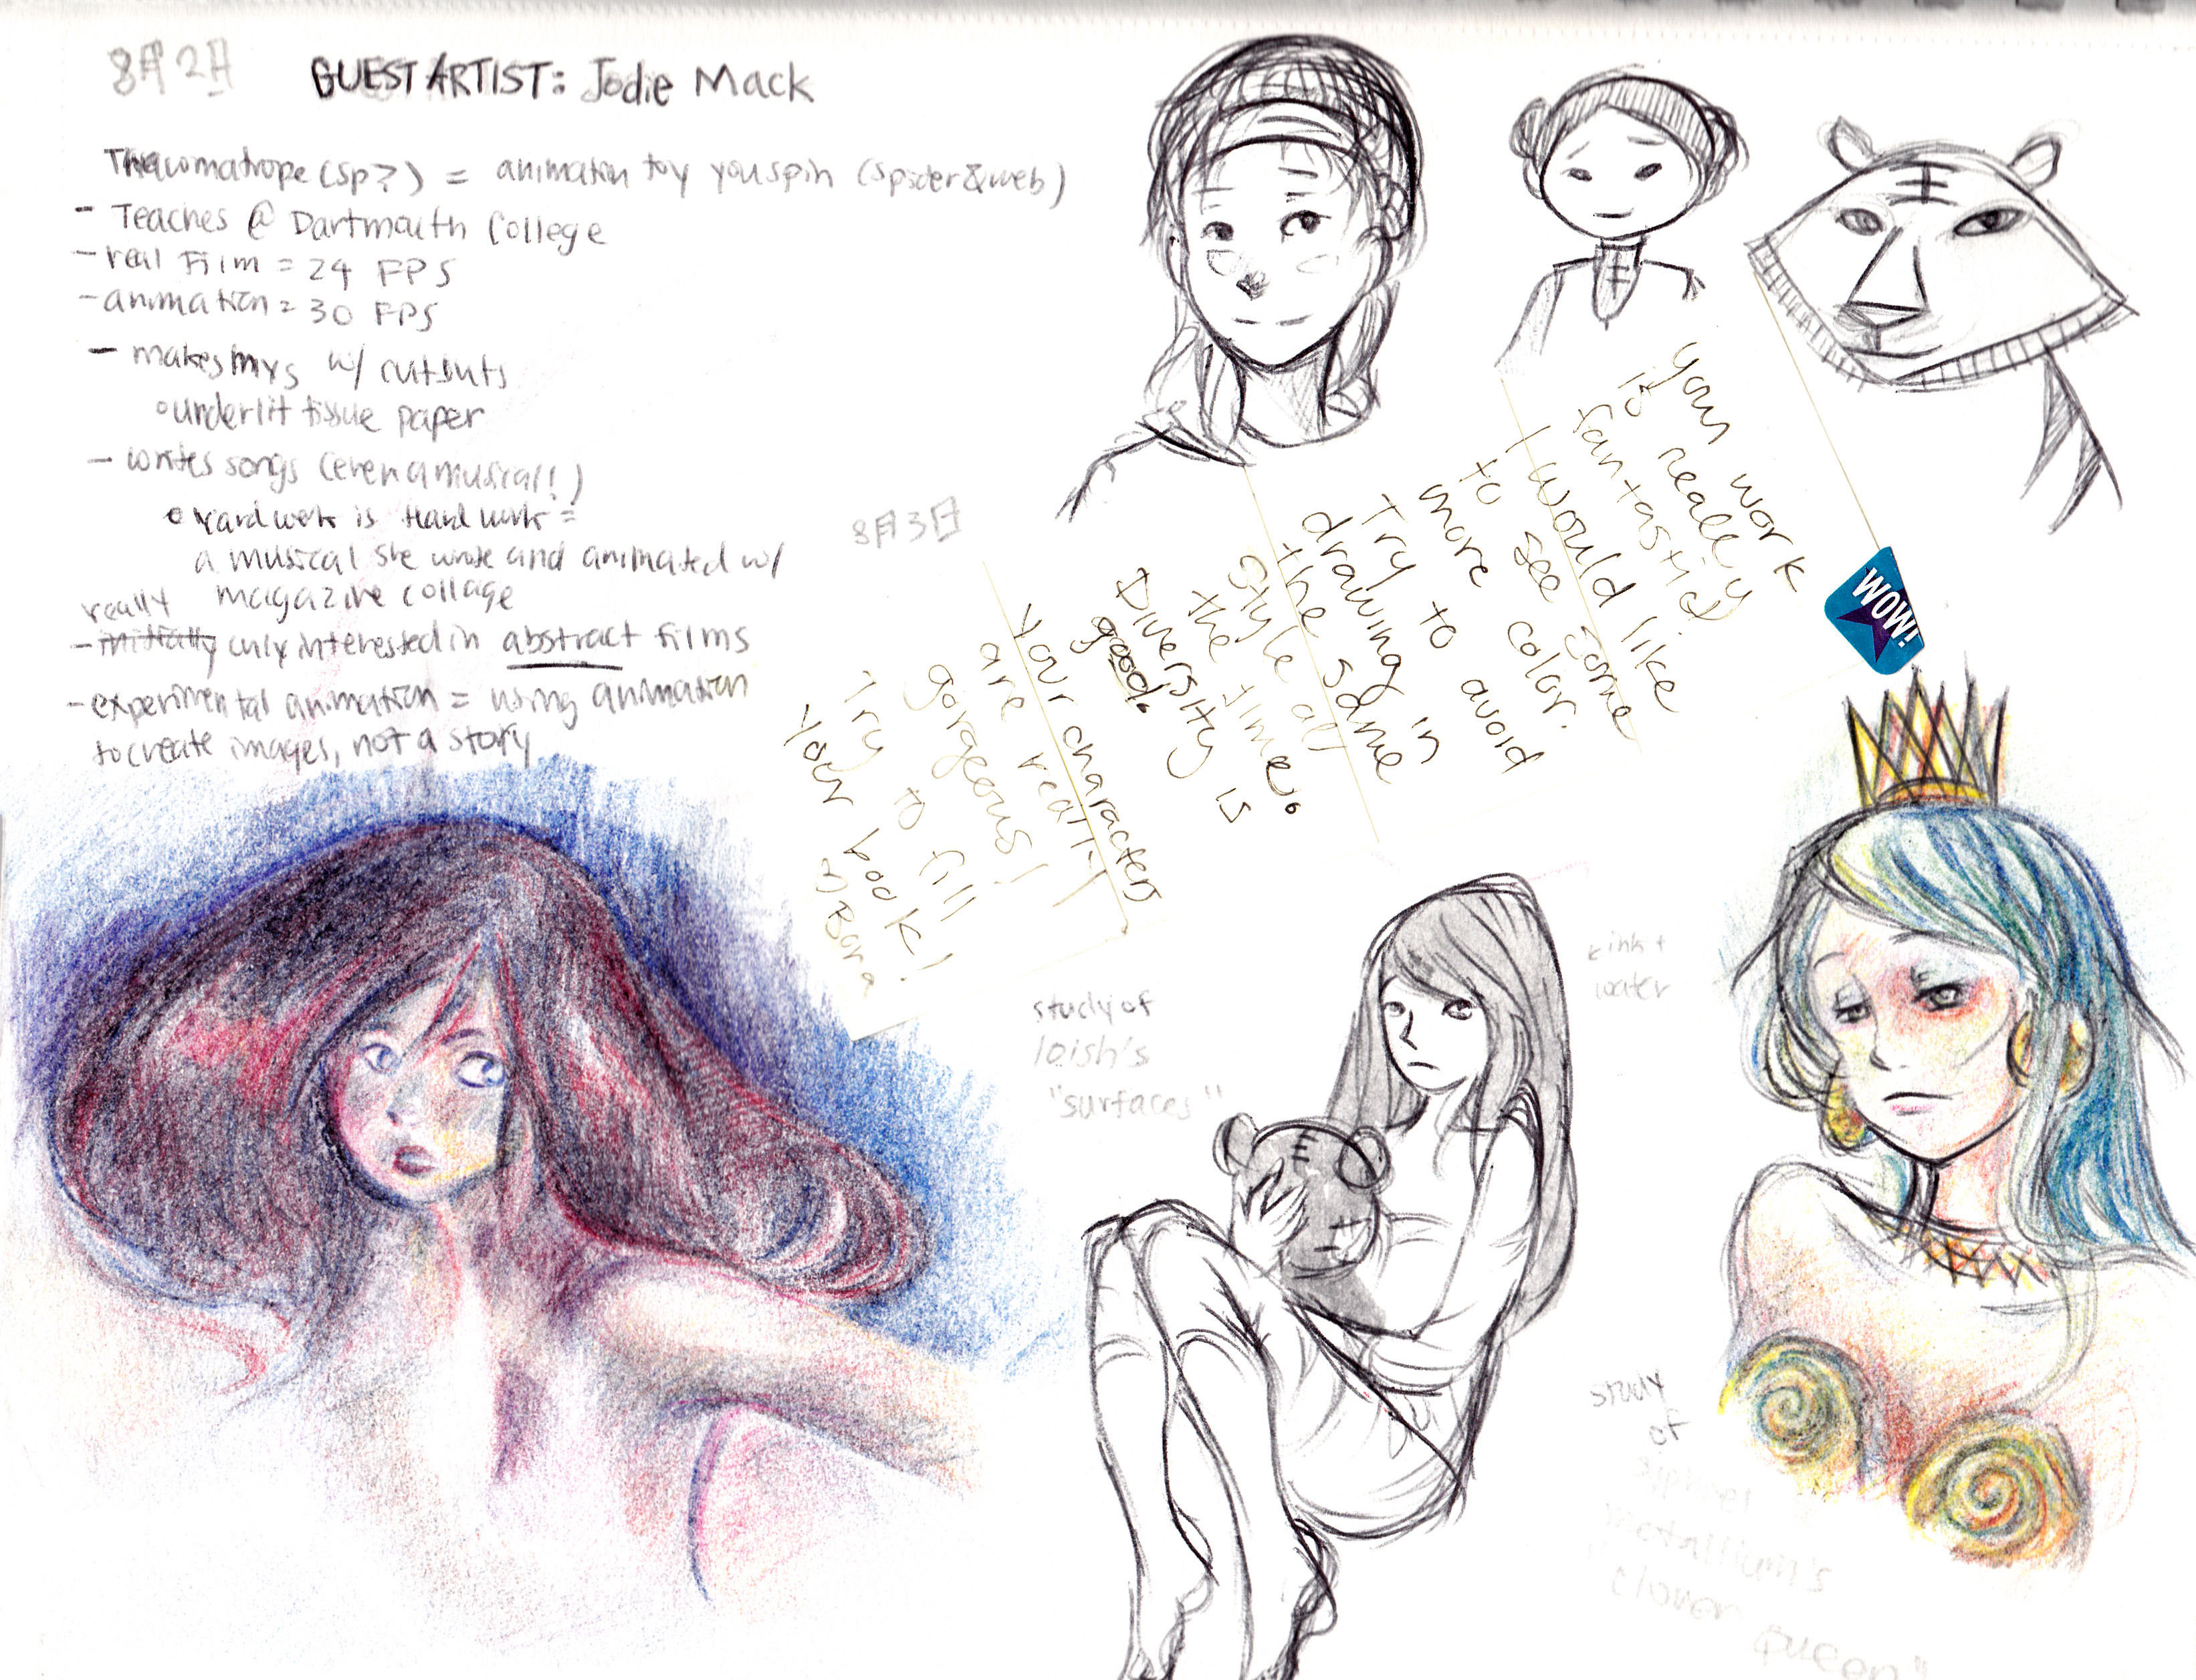 8月2日
GUEST ARTIST: Jodie Mack
Thaumatrope (sp?) = animation toy you spin (spider & web)
- Teaches @ Dartmouth College
- real Film = 24 FPS
- animation = 30 FPS
- makes w/ cutouts
underlit tissue paper
- writes songs (even a musical!)
Yard work is Hard work =
a musical she wrote and animated w/
magazine collage
really
- initially only interested in abstract films
- experimental animation = using animation
to create images, not a story
8月3日
Your work
is really
fantastic!
I would like
to see some
more color.
Try to avoid
drawing in
the same
style all
the time.
Diversity is
good.
Your characters
are really
gorgeous!
Try to fill
your book!
:) Bora
WOW!
study of
loish's
"surfaces"
ink +
water
study
of
metallium's
"clover
queen"